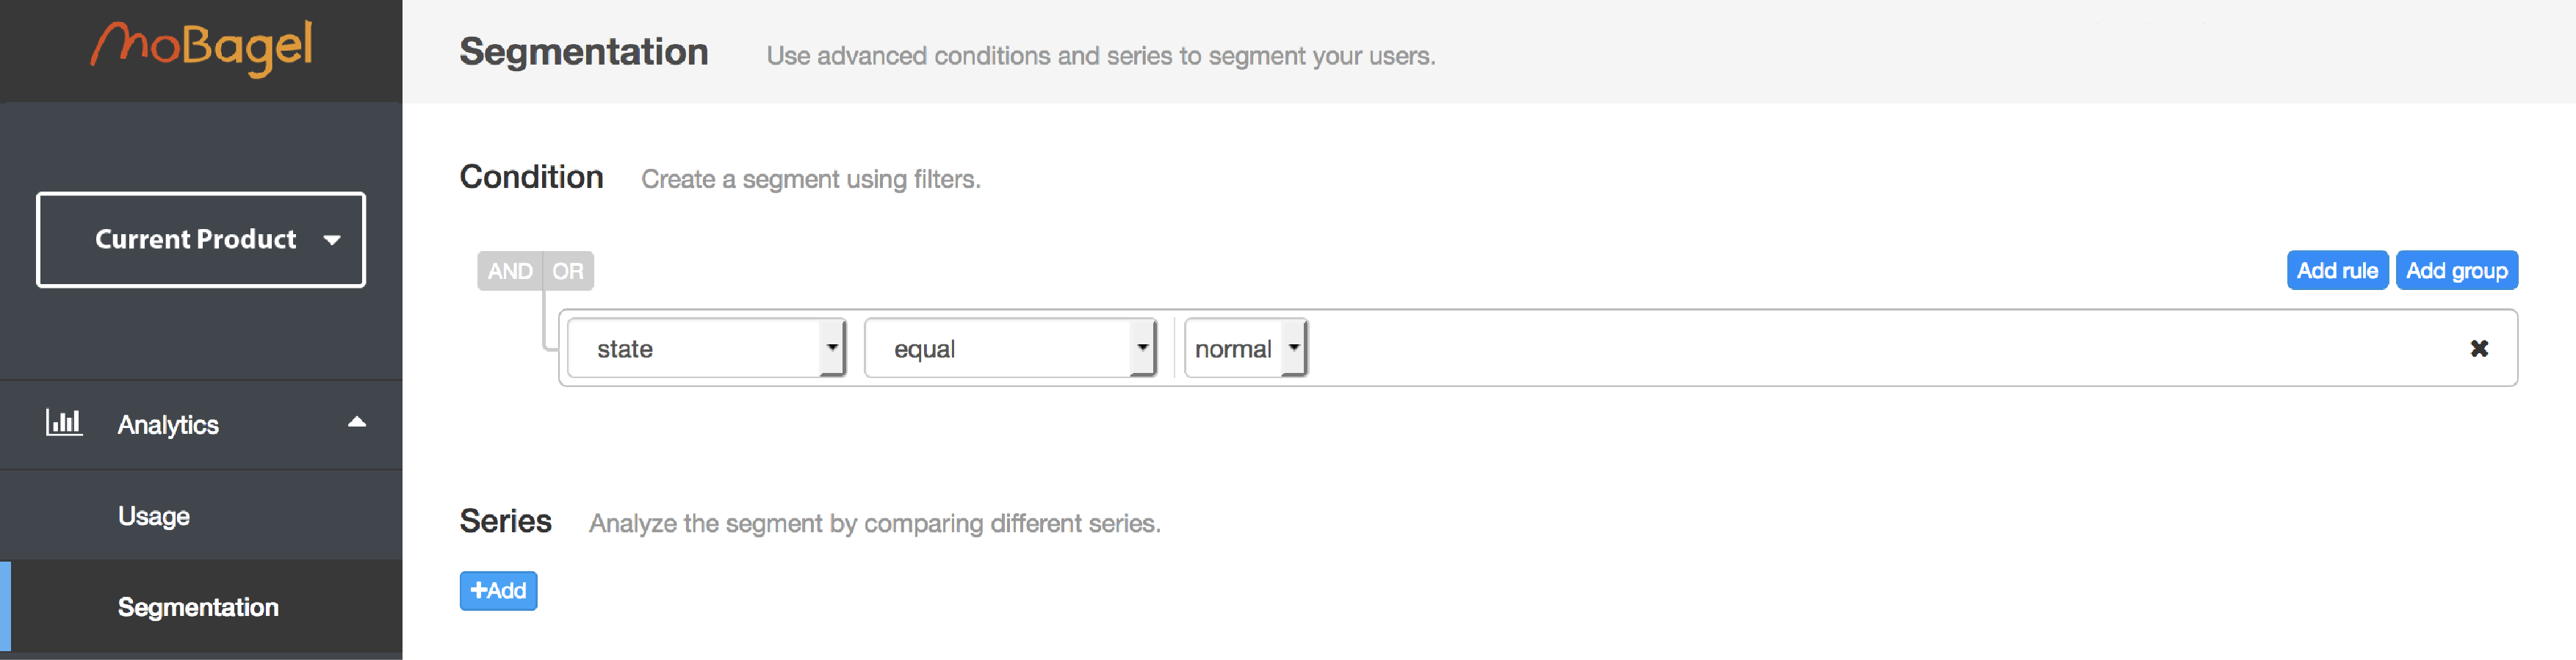 MoBagel
Segmentation Use advanced conditions and series to segment your users.
Current Product
Condition Create a segment using filters.
AND OR Add rule Add group
state equal normal
Analytics
Usage
Segmentation
Series Analyze the segment by comparing different series.
+Add